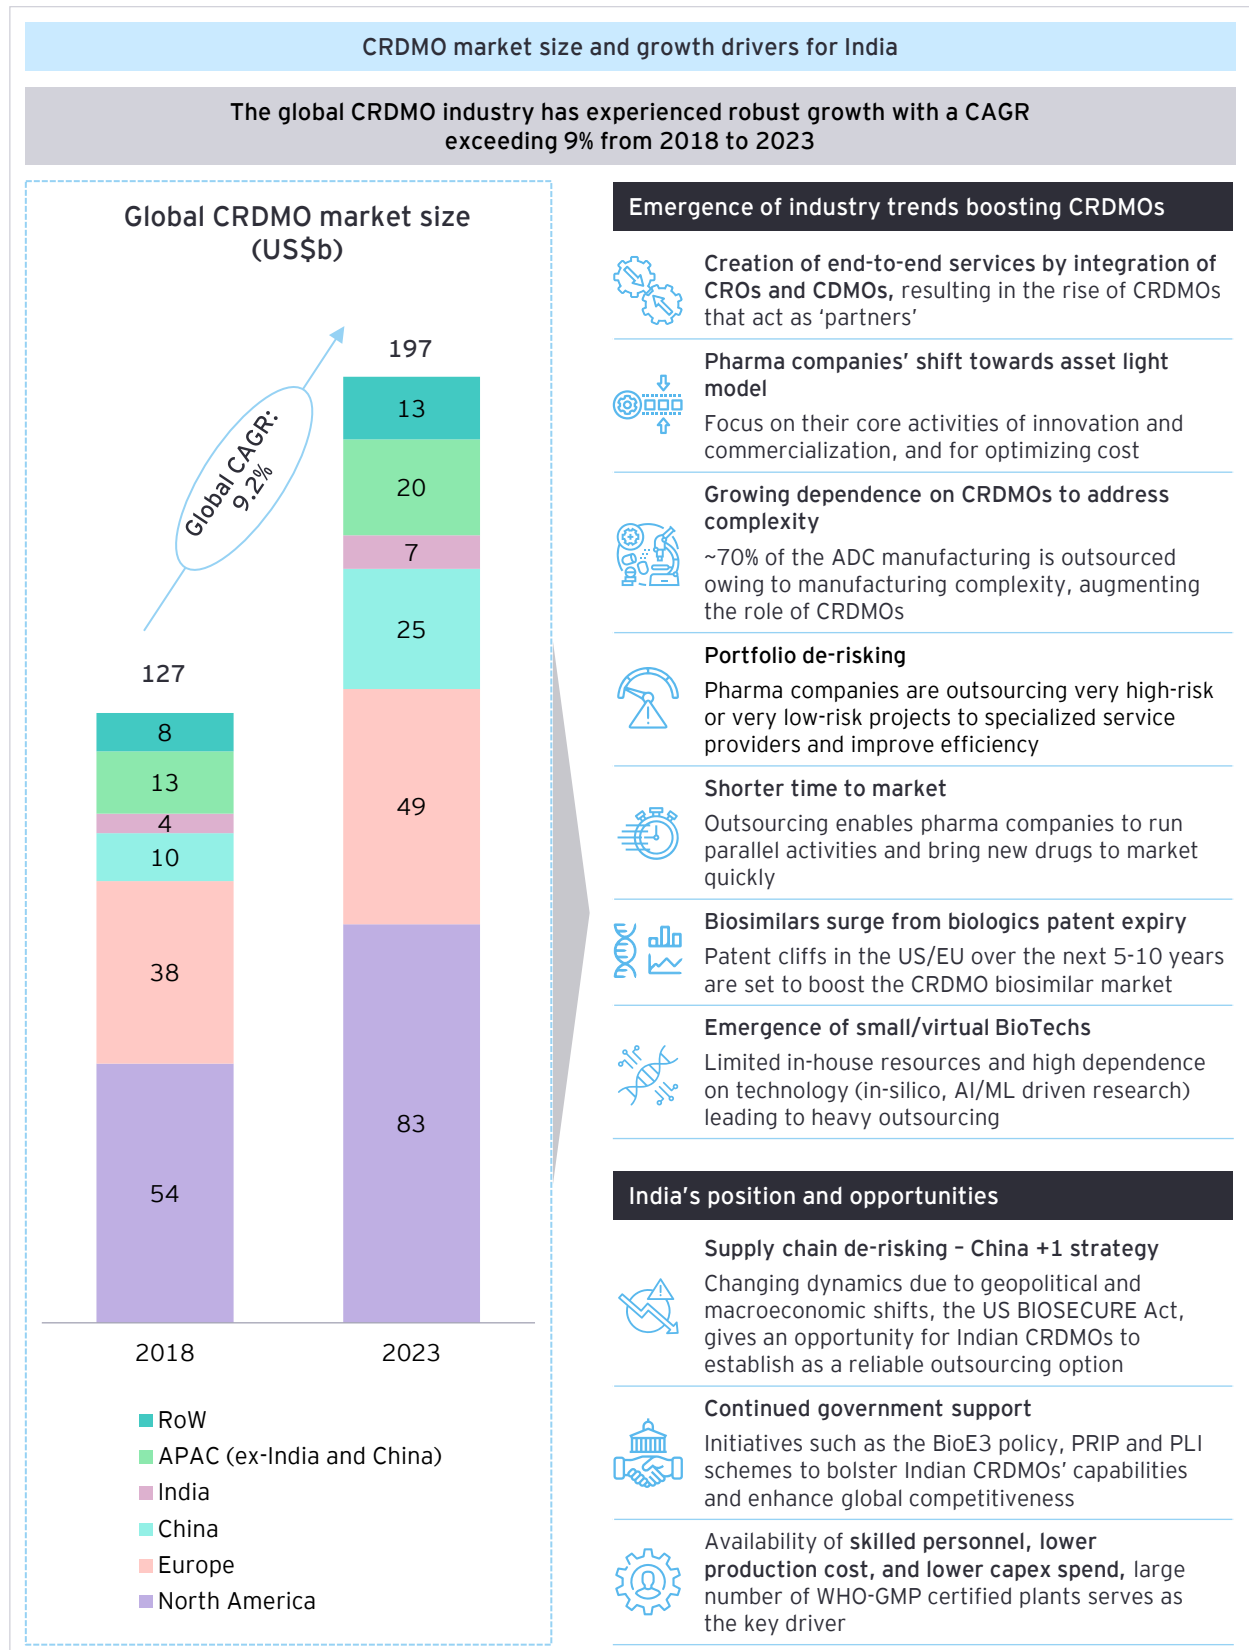 CRDMO market size and growth drivers for India
The global CRDMO industry has experienced robust growth with a CAGR
exceeding 9% from 2018 to 2023
Global CRDMO market size
(US$b)
Global CAGR:
9.2%
197
13
20
7
25
49
83
127
8
13
4
10
38
54
2018
2023
RoW
APAC (ex-India and China)
India
China
Europe
North America
Emergence of industry trends boosting CRDMOs
Creation of end-to-end services by integration of
CROs and CDMOs, resulting in the rise of CRDMOs
that act as ‘partners’
Pharma companies’ shift towards asset light
model
Focus on their core activities of innovation and
commercialization, and for optimizing cost
Growing dependence on CRDMOs to address
complexity
~70% of the ADC manufacturing is outsourced
owing to manufacturing complexity, augmenting
the role of CRDMOs
Portfolio de-risking
Pharma companies are outsourcing very high-risk
or very low-risk projects to specialized service
providers and improve efficiency
Shorter time to market
Outsourcing enables pharma companies to run
parallel activities and bring new drugs to market
quickly
Biosimilars surge from biologics patent expiry
Patent cliffs in the US/EU over the next 5-10 years
are set to boost the CRDMO biosimilar market
Emergence of small/virtual BioTechs
Limited in-house resources and high dependence
on technology (in-silico, AI/ML driven research)
leading to heavy outsourcing
India’s position and opportunities
Supply chain de-risking – China +1 strategy
Changing dynamics due to geopolitical and
macroeconomic shifts, the US BIOSECURE Act,
gives an opportunity for Indian CRDMOs to
establish as a reliable outsourcing option
Continued government support
Initiatives such as the BioE3 policy, PRIP and PLI
schemes to bolster Indian CRDMOs’ capabilities
and enhance global competitiveness
Availability of skilled personnel, lower
production cost, and lower capex spend, large
number of WHO-GMP certified plants serves as
the key driver